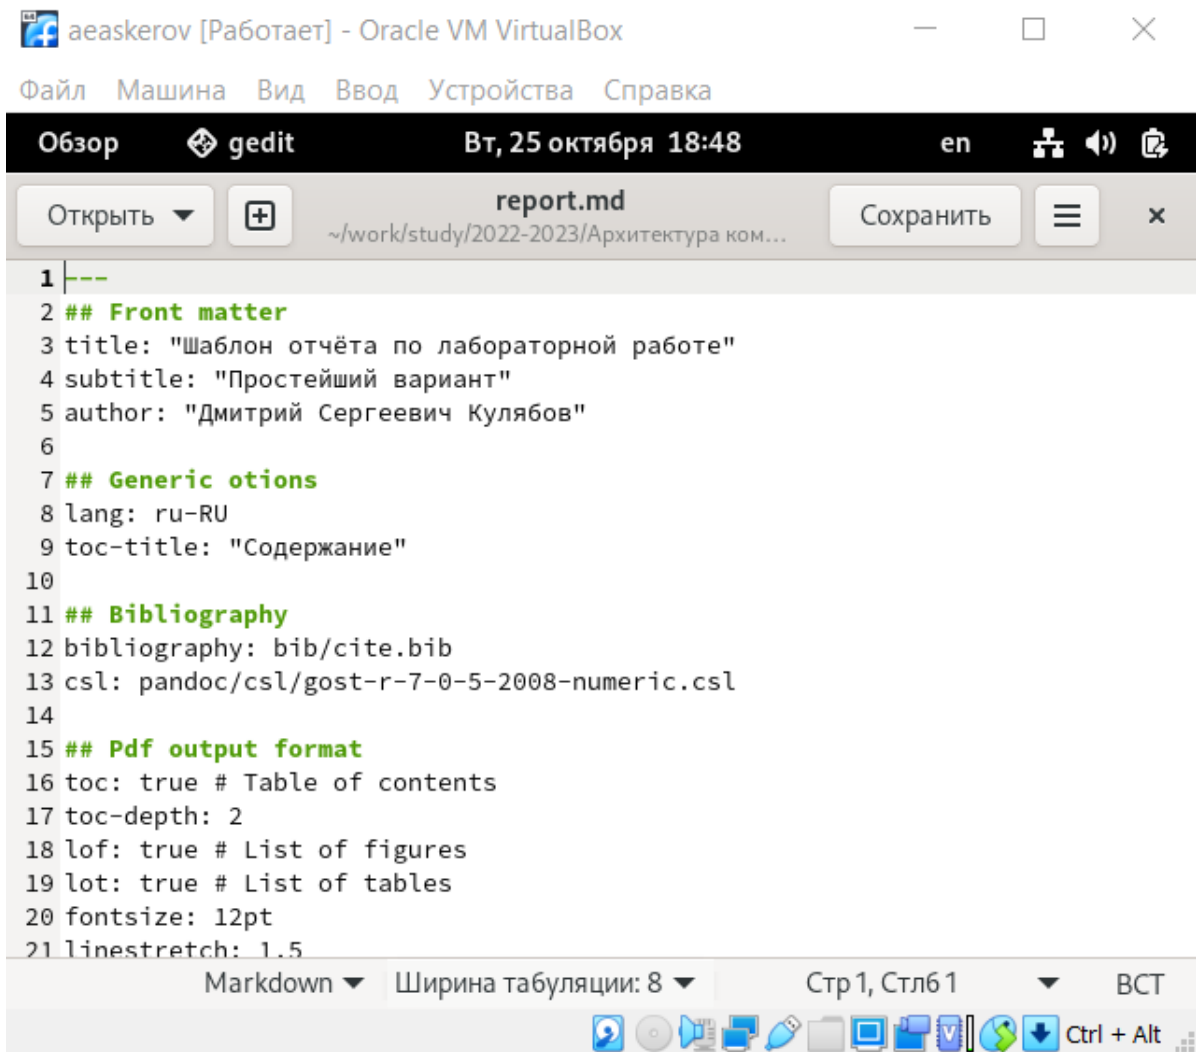 aeaskerov [Работает] - Oracle VM VirtualBox
Файл Машина Вид Ввод Устройства Справка
Обзор gedit Вт, 25 октября 18:48 en
Открыть report.md Сохранить
~/work/study/2022-2023/Архитектура ком...
1 ---
2 ## Front matter
3 title: "Шаблон отчёта по лабораторной работе"
4 subtitle: "Простейший вариант"
5 author: "Дмитрий Сергеевич Кулябов"
6
7 ## Generic otions
8 lang: ru-RU
9 toc-title: "Содержание"
10
11 ## Bibliography
12 bibliography: bib/cite.bib
13 csl: pandoc/csl/gost-r-7-0-5-2008-numeric.csl
14
15 ## Pdf output format
16 toc: true # Table of contents
17 toc-depth: 2
18 lof: true # List of figures
19 lot: true # List of tables
20 fontsize: 12pt
21 linestretch: 1.5
Markdown Ширина табуляции: 8 Стр 1, Стлб 1 ВСТ
Ctrl + Alt